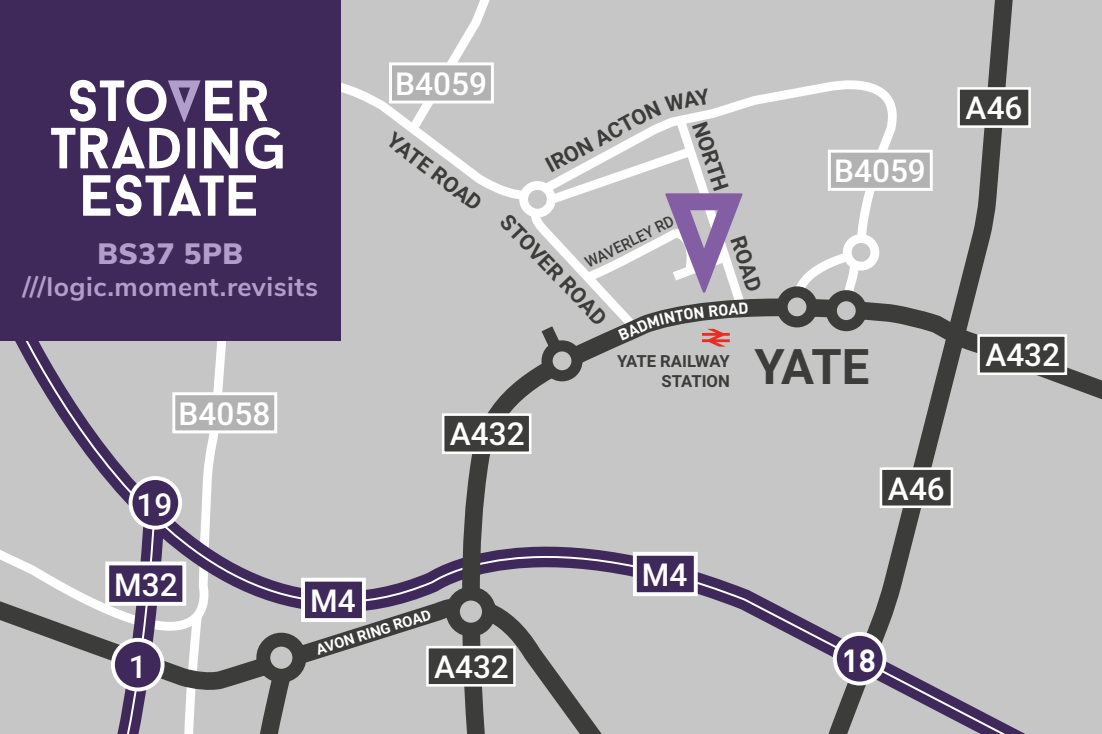 STOVER
TRADING
ESTATE
BS37 5PB
///logic.moment.revisits
B4059
YATE ROAD
IRON ACTON WAY
NORTH
ROAD
STOVER ROAD
WAVERLEY RD
B4059
A46
BADMINTON ROAD
YATE RAILWAY
STATION
YATE
A432
B4058
A432
A46
19
M32
M4
M4
AVON RING ROAD
1
A432
18